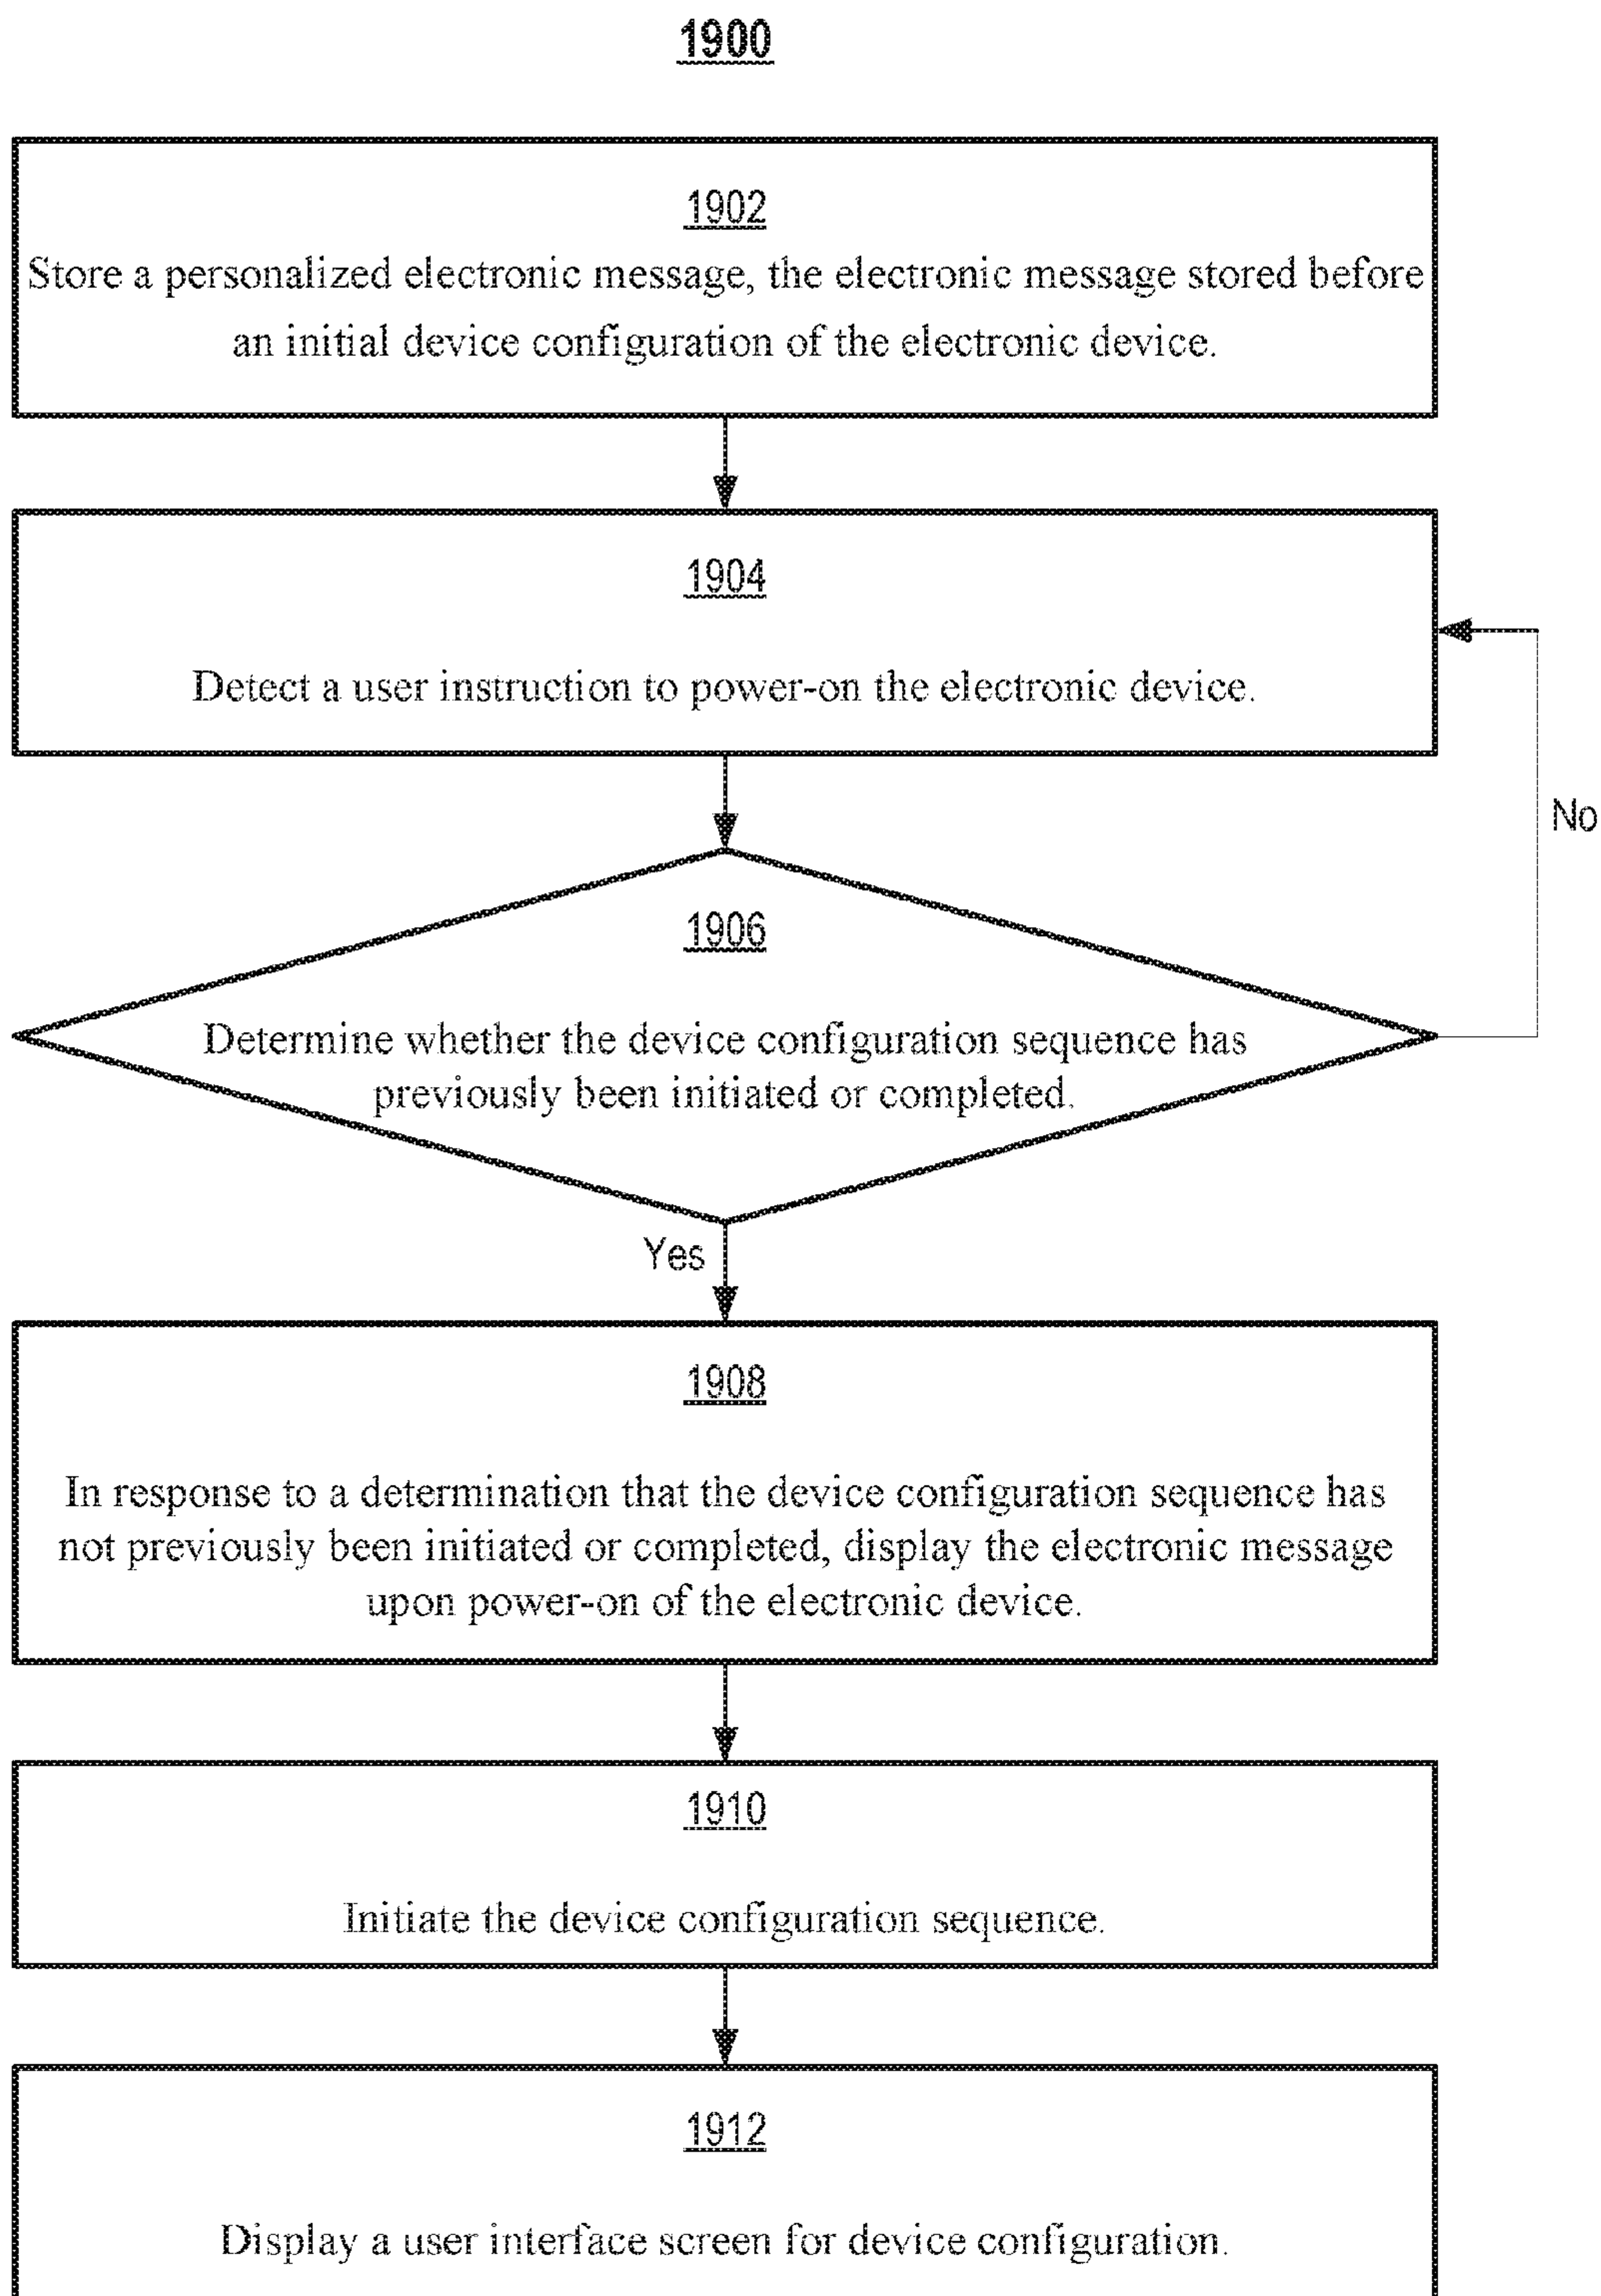 1900
1902
Store a personalized electronic message, the electronic message stored before
an initial device configuration of the electronic device.
1904
Detect a user instruction to power-on the electronic device.
No
1906
Determine whether the device configuration sequence has
previously been initiated or completed.
Yes
1908
In response to a determination that the device configuration sequence has
not previously been initiated or completed, display the electronic message
upon power-on of the electronic device.
1910
Initiate the device configuration sequence.
1912
Display a user interface screen for device configuration.